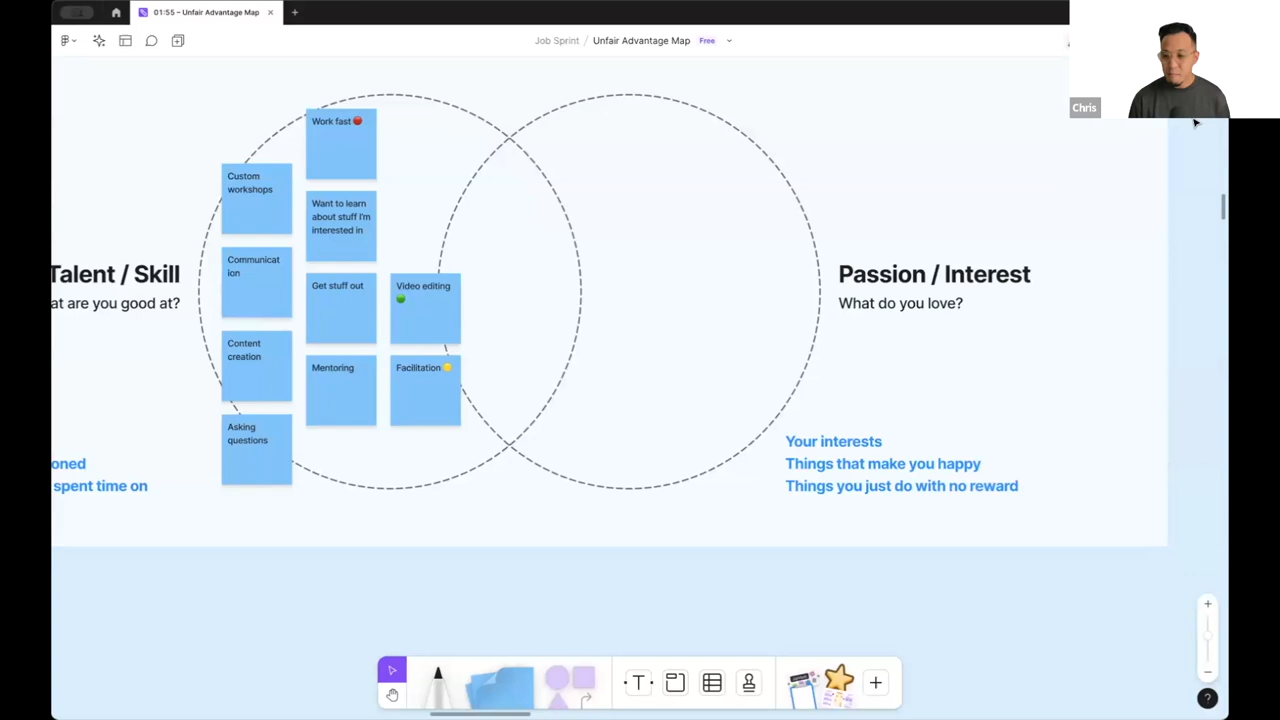 01:55 – Unfair Advantage Map
Job Sprint / Unfair Advantage Map Free
Chris
Work fast
Custom
workshops
Want to learn
about stuff I'm
interested in
Communicat
ion
Get stuff out
Video editing
Content
creation
Mentoring
Facilitation
Asking
questions
Talent / Skill
at are you good at?
oned
spent time on
Passion / Interest
What do you love?
Your interests
Things that make you happy
Things you just do with no reward
T
?